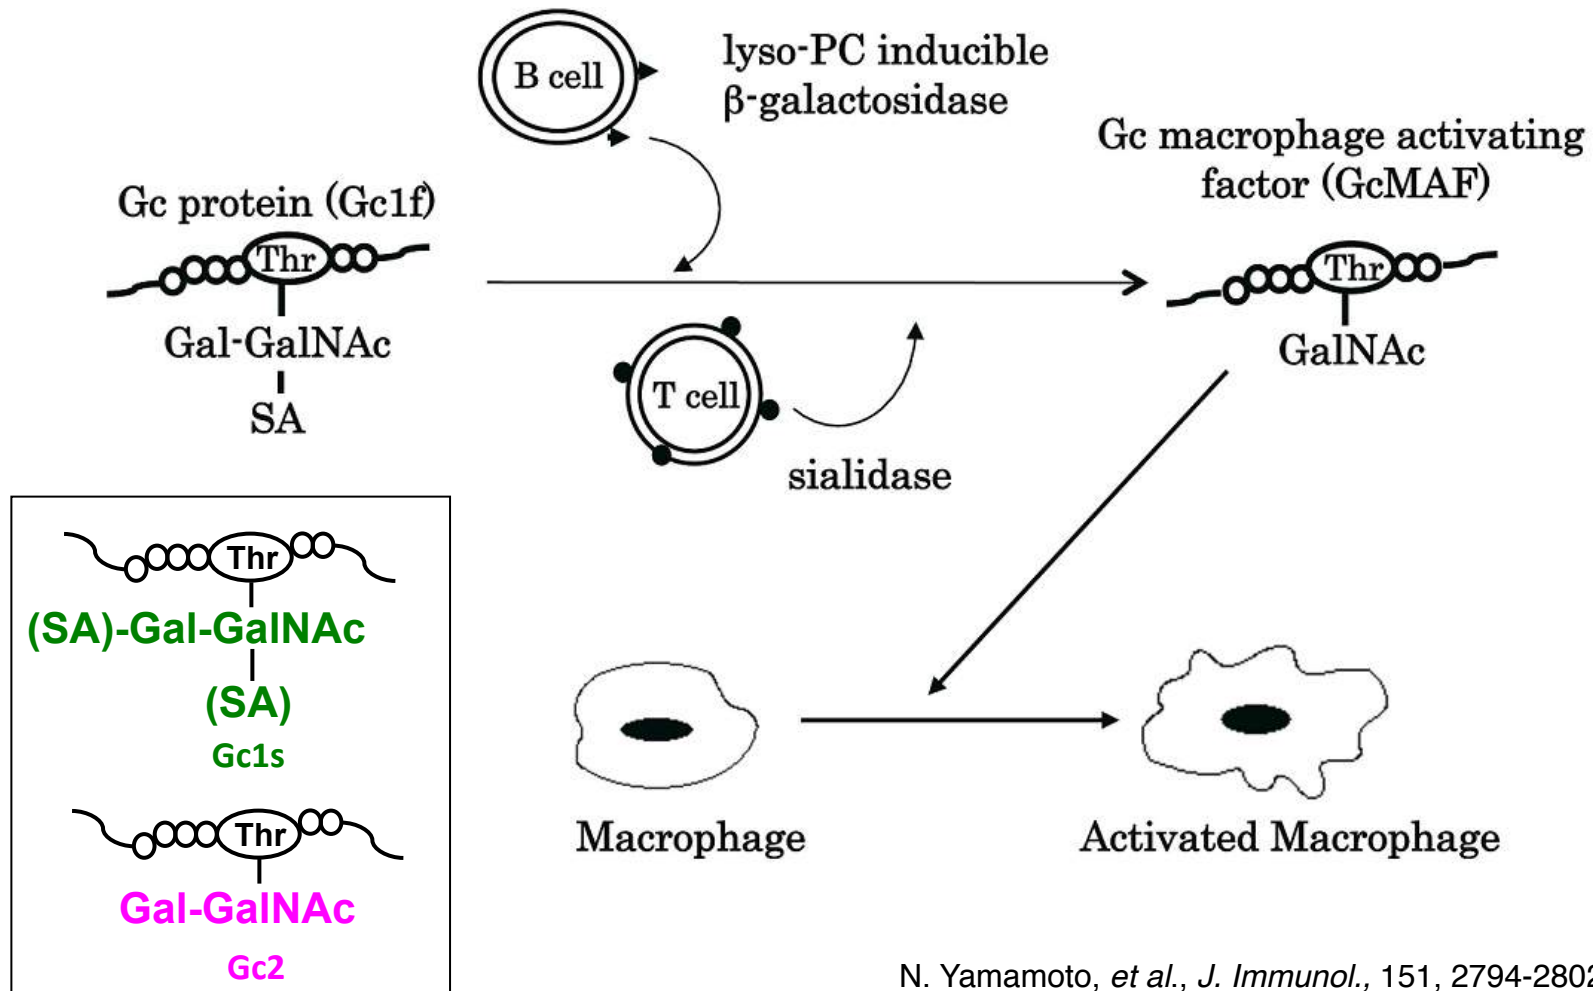 B cell
lyso-PC inducible
β-galactosidase
Gc macrophage activating
factor (GcMAF)
Gc protein (Gc1f)
Thr
Thr
Gal-GalNAc
SA
GalNAc
T cell
sialidase
Thr
(SA)-Gal-GalNAc
(SA)
Gc1s
Thr
Gal-GalNAc
Gc2
Macrophage
Activated Macrophage
N. Yamamoto, et al., J. Immunol., 151, 2794-2802